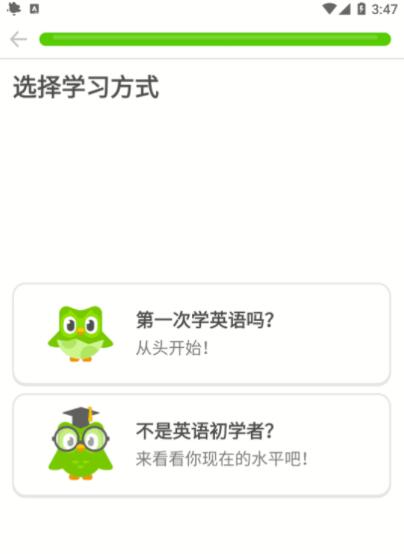 A
3:47
选择学习方式
第一次学英语吗？
从头开始！
不是英语初学者？
来看看你现在的水平吧！